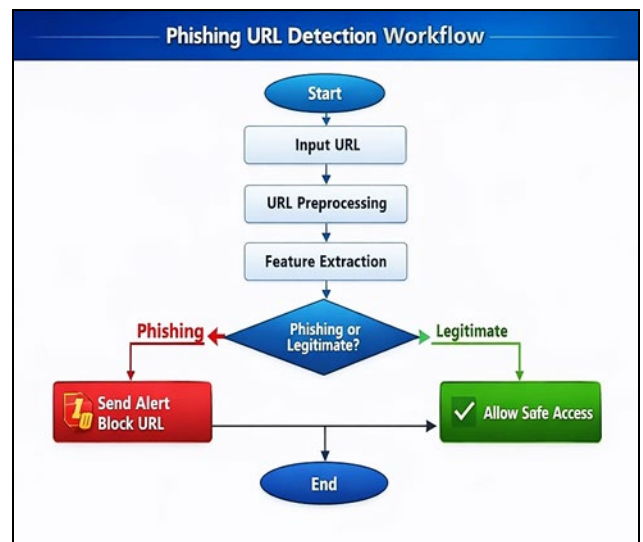 Phishing URL Detection Workflow
Start
Input URL
URL Preprocessing
Feature Extraction
Phishing or
Legitimate?
Phishing
Legitimate
Send Alert
Block URL
Allow Safe Access
End